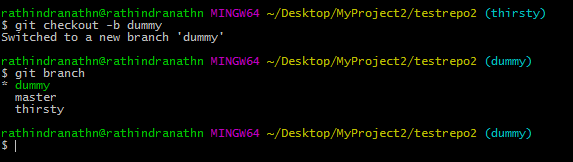 rathindranathn@rathindranathn MINGW64 ~/Desktop/MyProject2/testrepo2 (thirsty)
$ git checkout -b dummy
Switched to a new branch 'dummy'
rathindranathn@rathindranathn MINGW64 ~/Desktop/MyProject2/testrepo2 (dummy)
$ git branch
* dummy
master
thirsty
rathindranathn@rathindranathn MINGW64 ~/Desktop/MyProject2/testrepo2 (dummy)
$